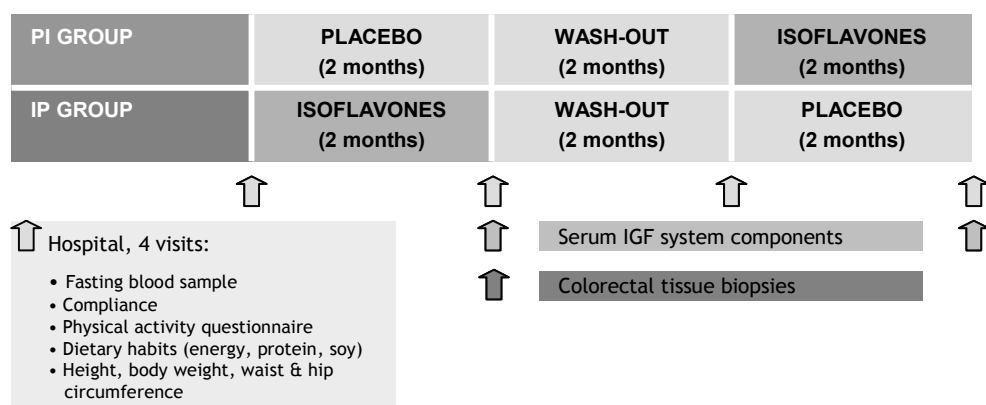 PI GROUP
PLACEBO
(2 months)
WASH-OUT
(2 months)
ISOFLAVONES
(2 months)
IP GROUP
ISOFLAVONES
(2 months)
WASH-OUT
(2 months)
PLACEBO
(2 months)
Hospital, 4 visits:
• Fasting blood sample
• Compliance
• Physical activity questionnaire
• Dietary habits (energy, protein, soy)
• Height, body weight, waist & hip
circumference
Serum IGF system components
Colorectal tissue biopsies